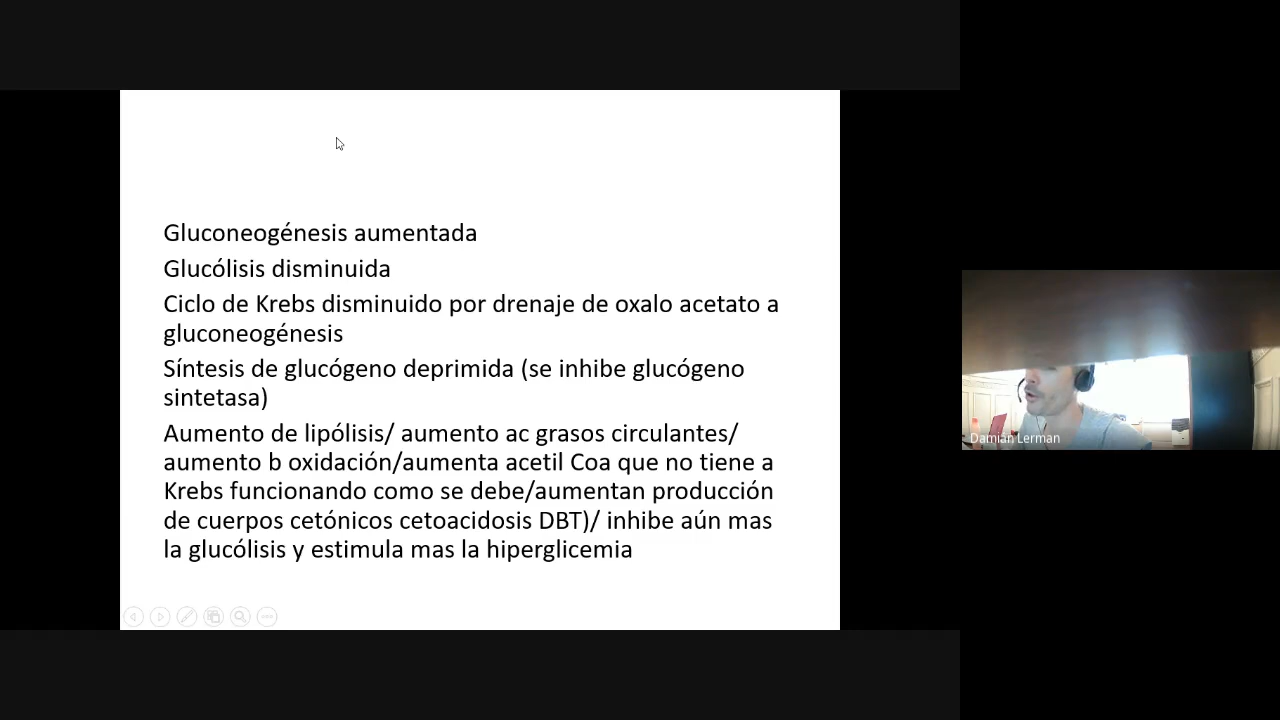 Gluconeogénesis aumentada
Glucólisis disminuida
Ciclo de Krebs disminuido por drenaje de oxalo acetato a
gluconeogénesis
Síntesis de glucógeno deprimida (se inhibe glucógeno
sintetasa)
Aumento de lipólisis/ aumento ac grasos circulantes/
aumento b oxidación/aumenta acetil Coa que no tiene a
Krebs funcionando como se debe/aumentan producción
de cuerpos cetónicos cetoacidosis DBT)/ inhibe aún mas
la glucólisis y estimula mas la hiperglicemia
Damián Lerman